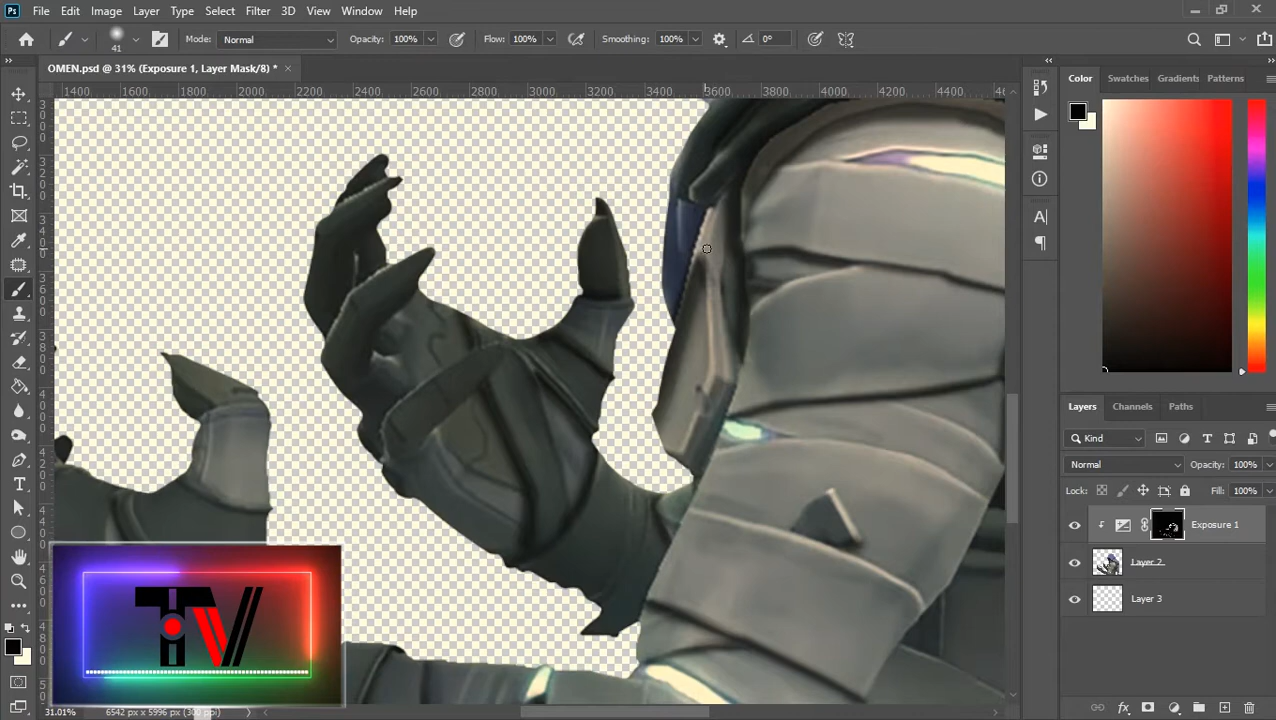 Ps File Edit Image Layer Type Select Filter 3D View Window Help
41 Mode: Normal Opacity: 100% Flow: 100% Smoothing: 100% 0°
OMEN.psd @ 31% (Exposure 1, Layer Mask/8) * ×
1400 1600 1800 2000 2200 2400 2600 2800 3000 3200 3400 3600 3800 4000 4200 4400
Color Swatches Gradients Patterns
Layers Channels Paths
Kind
Normal Opacity: 100%
Lock: Fill: 100%
Exposure 1
Layer 2
Layer 3
TV
31.01% 6542 px x 5996 px (300 ppi)